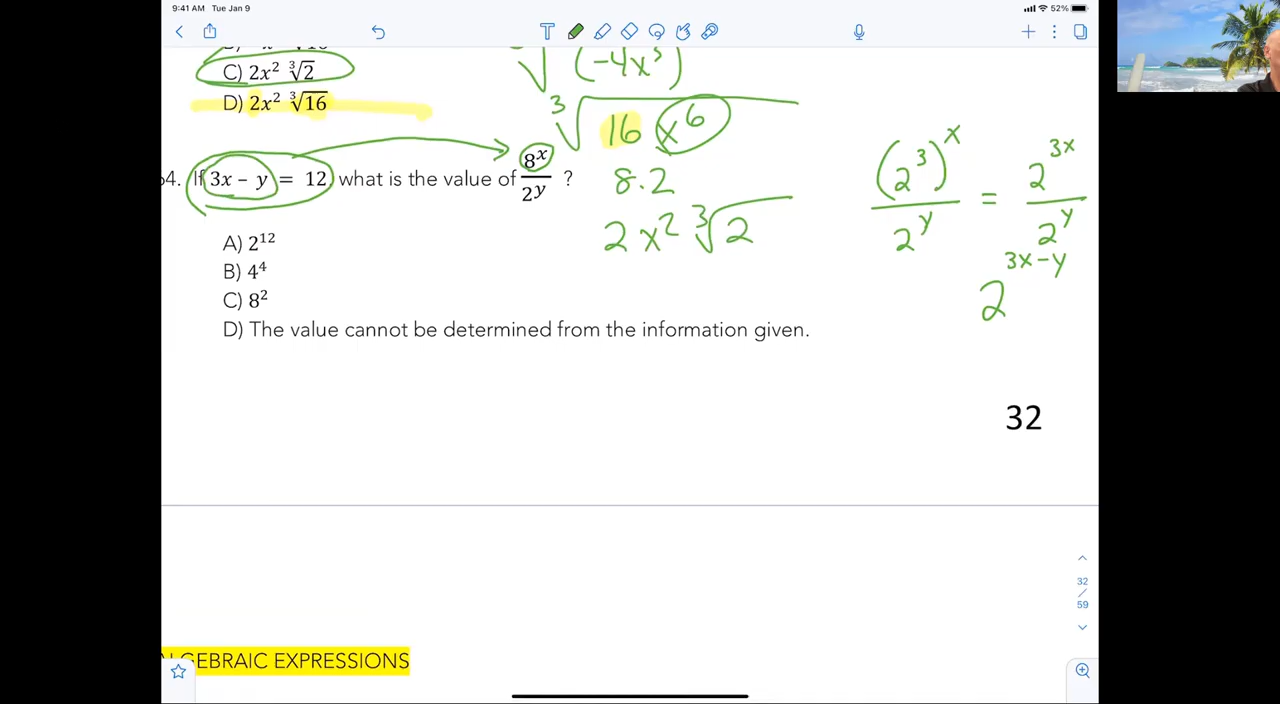 9:41 AM Tue Jan 9
52%
C) 2x² ∛2
D) 2x² ∛16
(-4x³)
∛16 x⁶
8.2
2x² ∛2
64. If 3x − y = 12, what is the value of 8ˣ/2ʸ ?
A) 2¹²
B) 4⁴
C) 8²
D) The value cannot be determined from the information given.
(2³)ˣ/2ʸ = 2³ˣ/2ʸ
2³ˣ⁻ʸ
32
32
/
59
ALGEBRAIC EXPRESSIONS